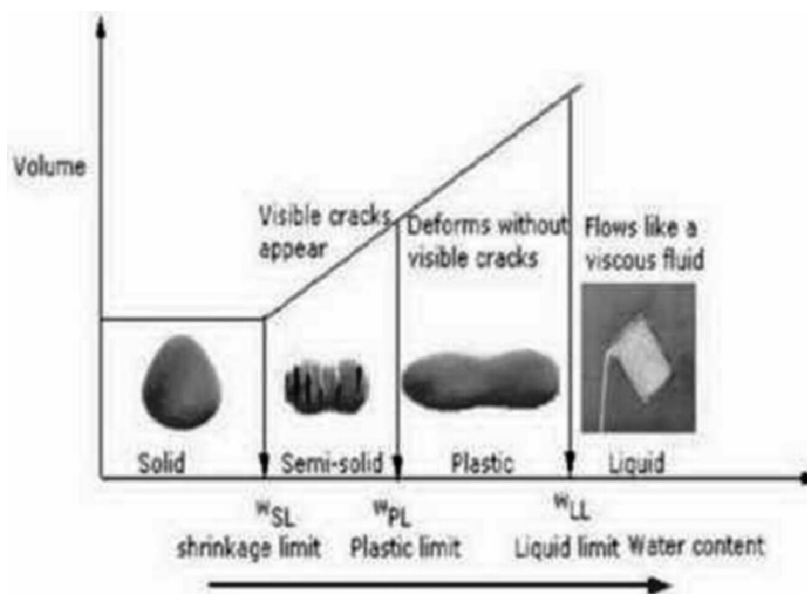 Volume
Visible cracks
appear
Deforms without
visible cracks
Flows like a
viscous fluid
Solid
Semi-solid
Plastic
Liquid
wSL
wPL
wLL
shrinkage limit
Plastic limit
Liquid limit
Water content